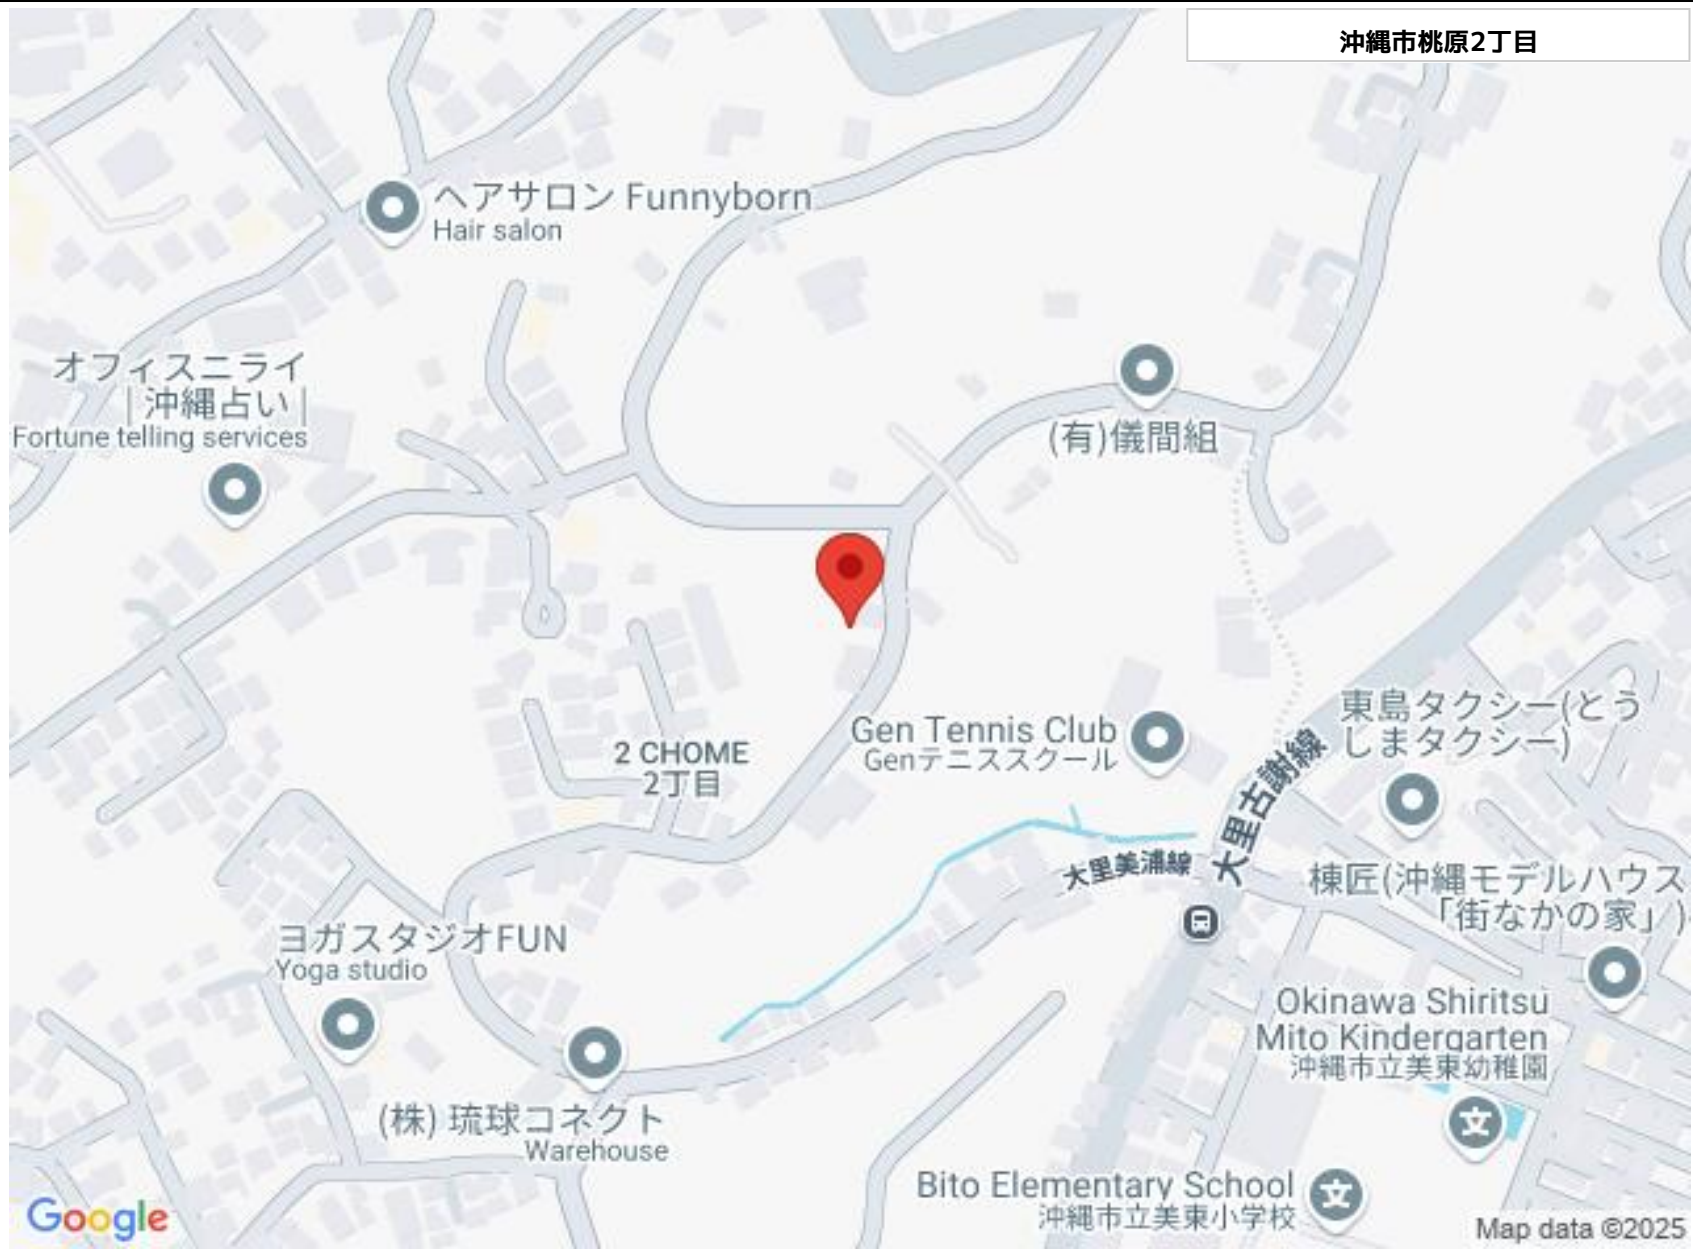 沖縄市桃原2丁目
ヘアサロン Funnyborn
Hair salon
オフィスニライ
| 沖縄占い |
Fortune telling services
(有)儀間組
東島タクシー(とう
しまタクシー)
Gen Tennis Club
Genテニススクール
2 CHOME
2丁目
大里古謝線
大里美浦線
棟匠(沖縄モデルハウス
「街なかの家」)
ヨガスタジオFUN
Yoga studio
Okinawa Shiritsu
Mito Kindergarten
沖縄市立美東幼稚園
(株) 琉球コネクト
Warehouse
文
Bito Elementary School
沖縄市立美東小学校
文
Google
Map data ©2025